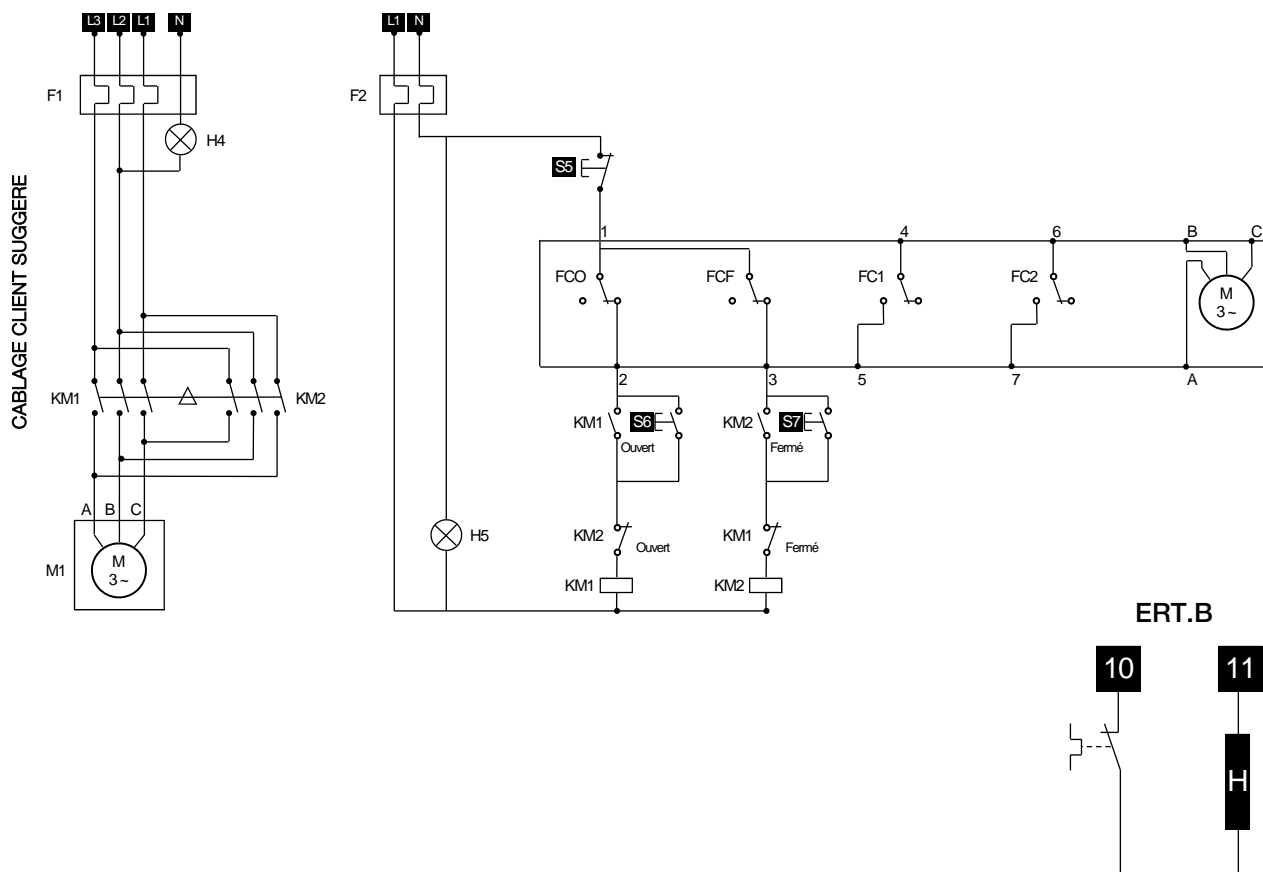 L3 L2 L1 N
L1 N
F1
F2
H4
S5
CABLAGE CLIENT SUGGERE
1
4
6
B
C
FCO
FCF
FC1
FC2
M
3~
2
3
5
7
A
KM1
KM2
KM1
S6
KM2
S7
Ouvert
Fermé
A B C
KM2
Ouvert
KM1
Fermé
H5
M1
M
3~
KM1
KM2
ERT.B
10
11
H